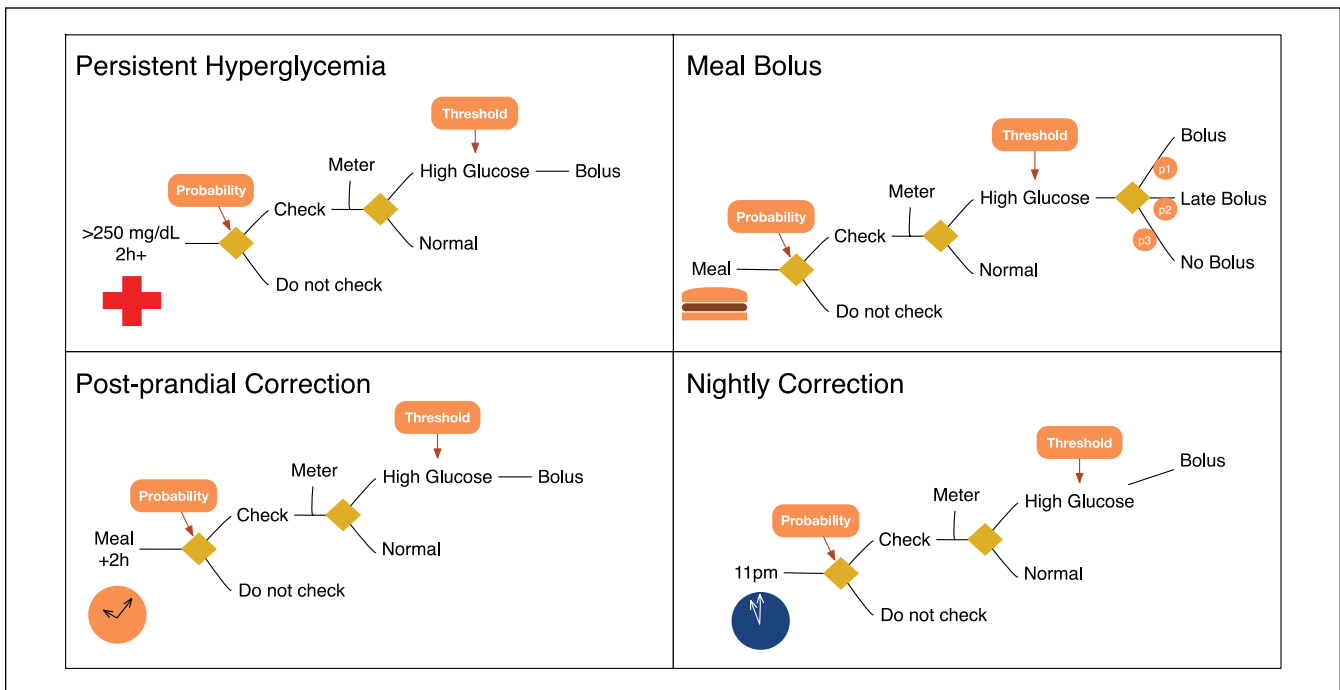 Persistent Hyperglycemia
Threshold
Meter
High Glucose
Bolus
Probability
Check
>250 mg/dL
2h+
Normal
Do not check
Meal Bolus
Threshold
Bolus
p1
Meter
High Glucose
Late Bolus
p2
Probability
Check
p3
No Bolus
Meal
Normal
Do not check
Post-prandial Correction
Threshold
Meter
High Glucose
Bolus
Probability
Check
Meal
+2h
Normal
Do not check
Nightly Correction
Threshold
Bolus
Meter
High Glucose
Probability
Check
11pm
Normal
Do not check